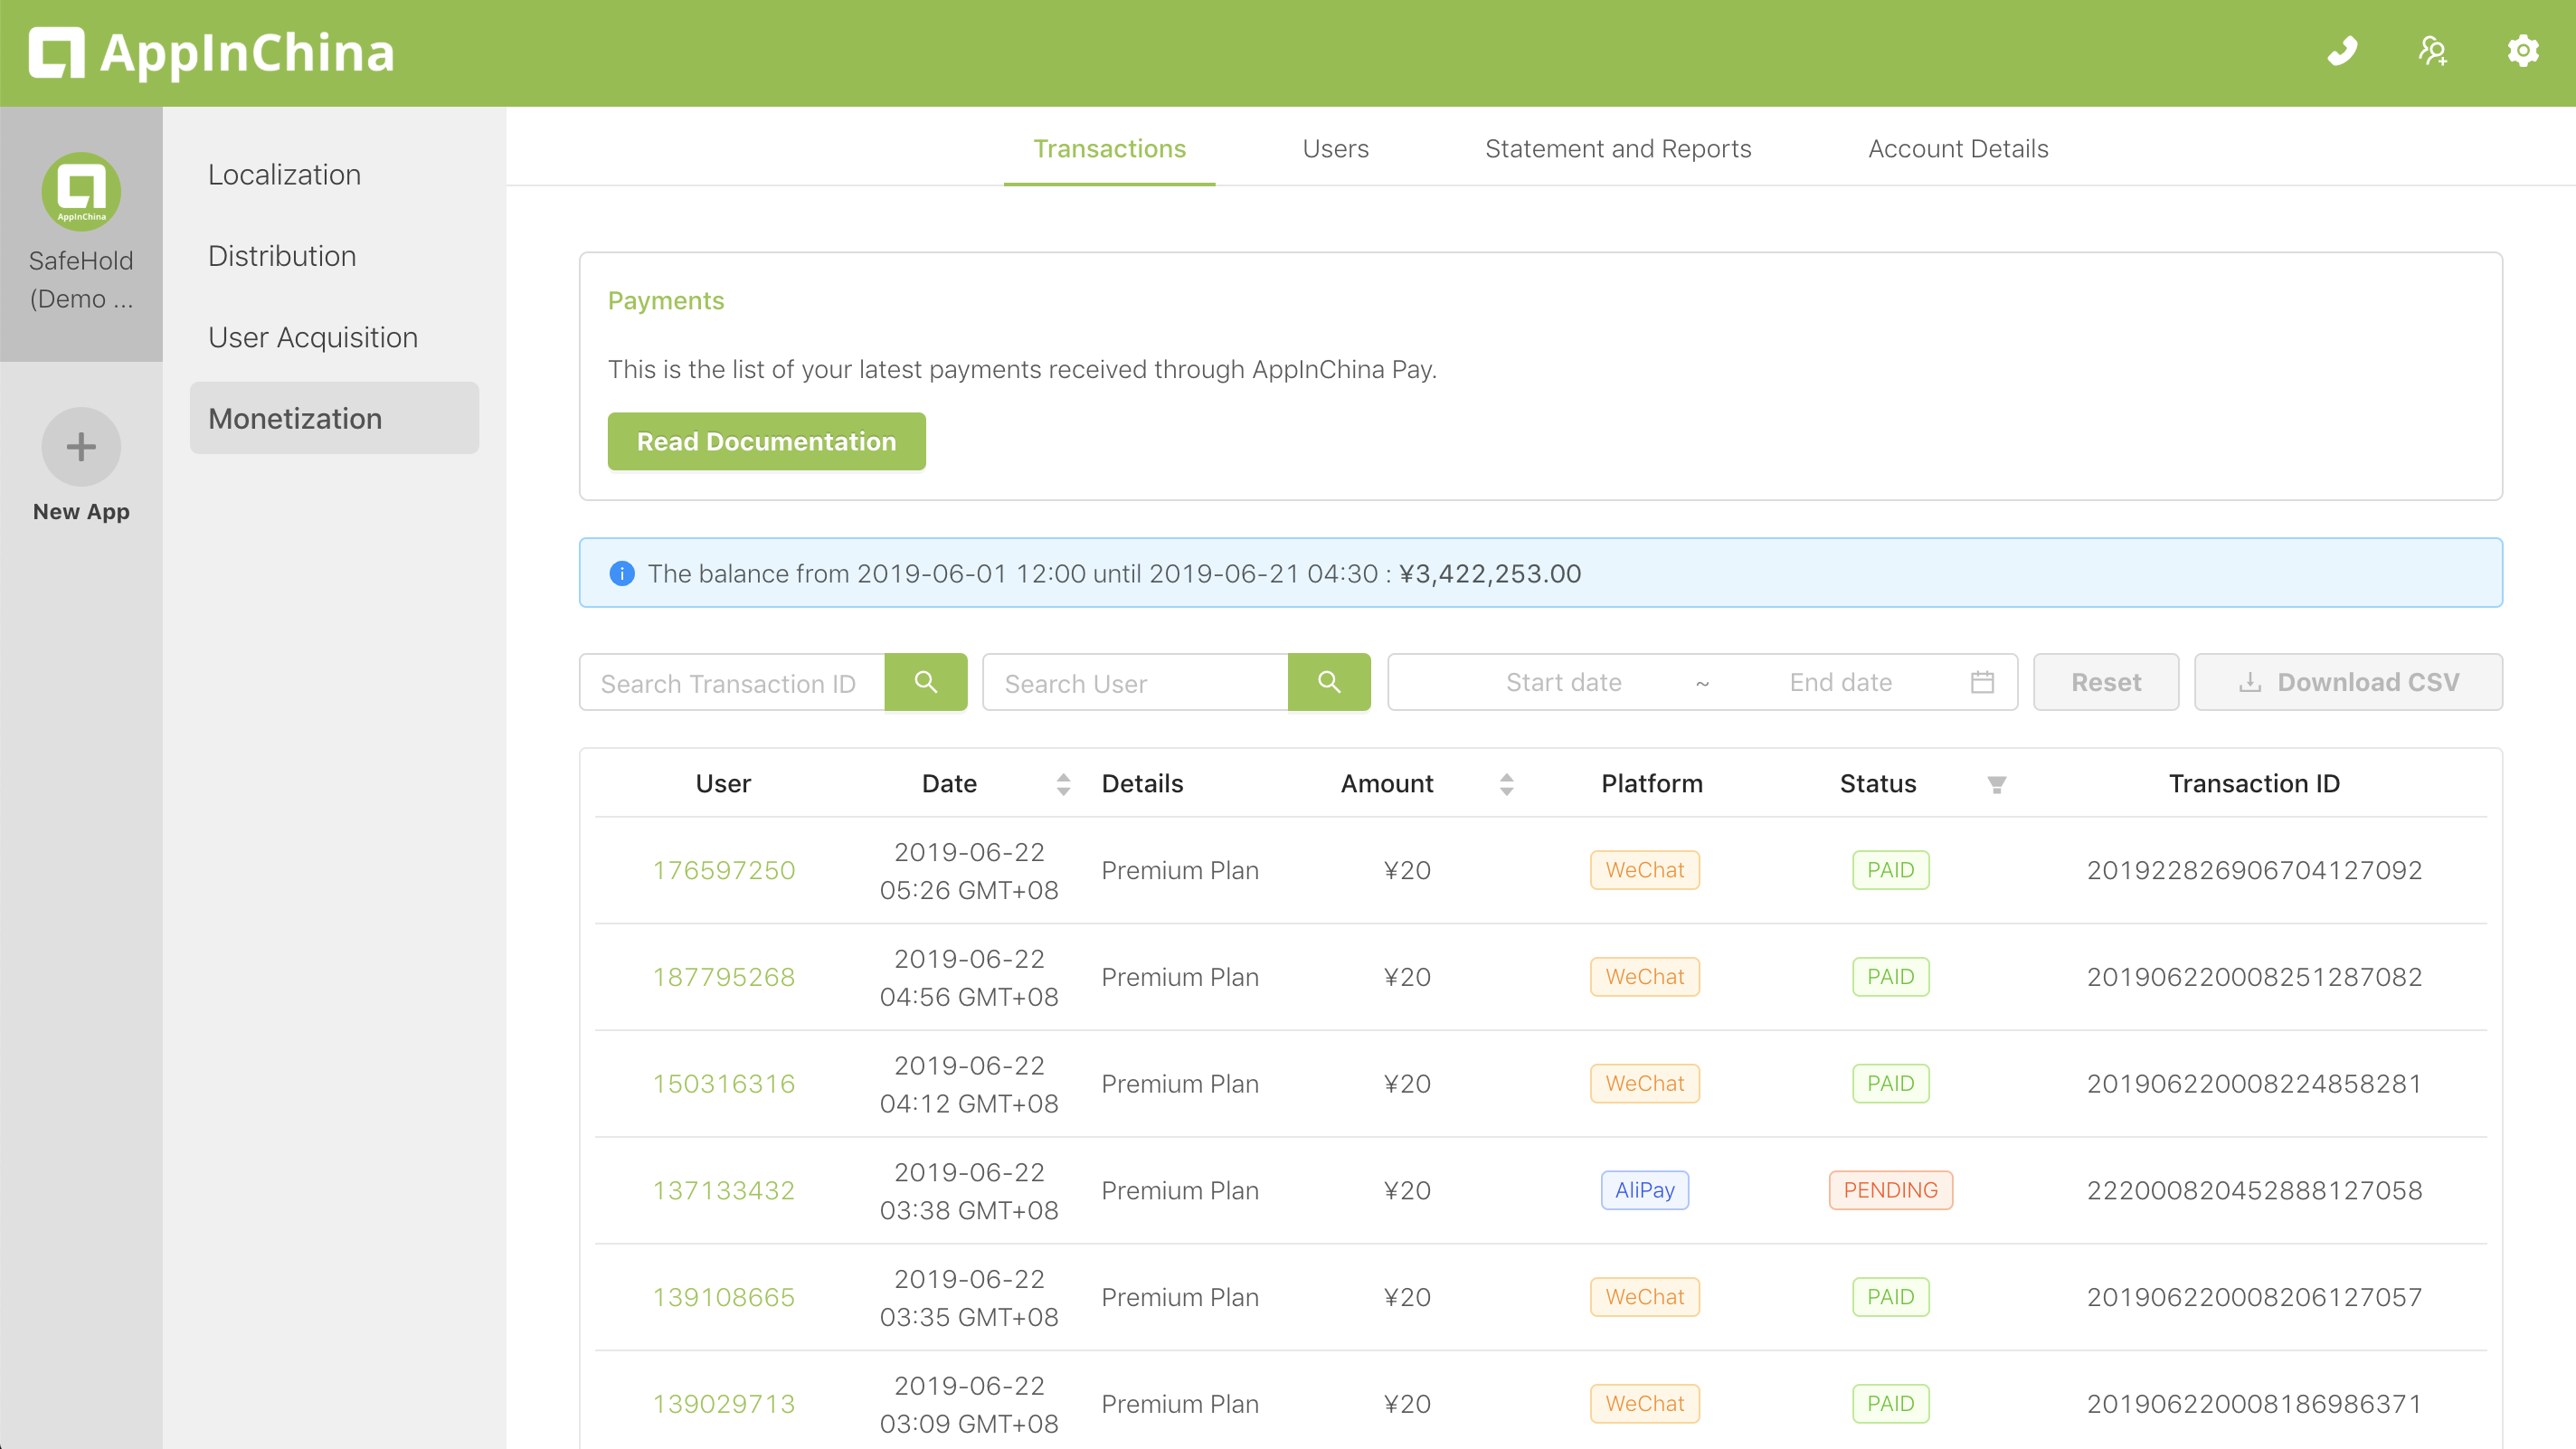 AppInChina
AppInChina
SafeHold
(Demo ...
New App
Localization
Distribution
User Acquisition
Monetization
Transactions Users Statement and Reports Account Details
Payments
This is the list of your latest payments received through AppInChina Pay.
Read Documentation
The balance from 2019-06-01 12:00 until 2019-06-21 04:30 : ¥3,422,253.00
Search Transaction ID Search User Start date ~ End date Reset Download CSV
User Date Details Amount Platform Status Transaction ID
176597250 2019-06-22 05:26 GMT+08 Premium Plan ¥20 WeChat PAID 201922826906704127092
187795268 2019-06-22 04:56 GMT+08 Premium Plan ¥20 WeChat PAID 201906220008251287082
150316316 2019-06-22 04:12 GMT+08 Premium Plan ¥20 WeChat PAID 201906220008224858281
137133432 2019-06-22 03:38 GMT+08 Premium Plan ¥20 AliPay PENDING 222000820452888127058
139108665 2019-06-22 03:35 GMT+08 Premium Plan ¥20 WeChat PAID 201906220008206127057
139029713 2019-06-22 03:09 GMT+08 Premium Plan ¥20 WeChat PAID 201906220008186986371